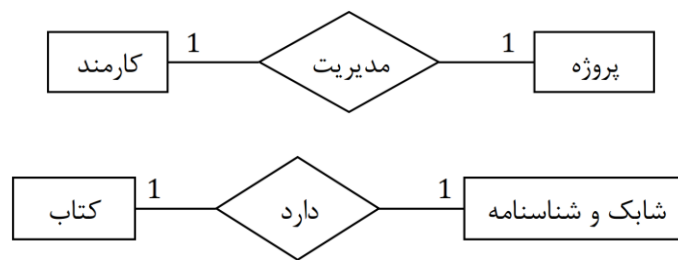 کارمند 1 مدیریت 1 پروژه
کتاب 1 دارد 1 شابک و شناسنامه